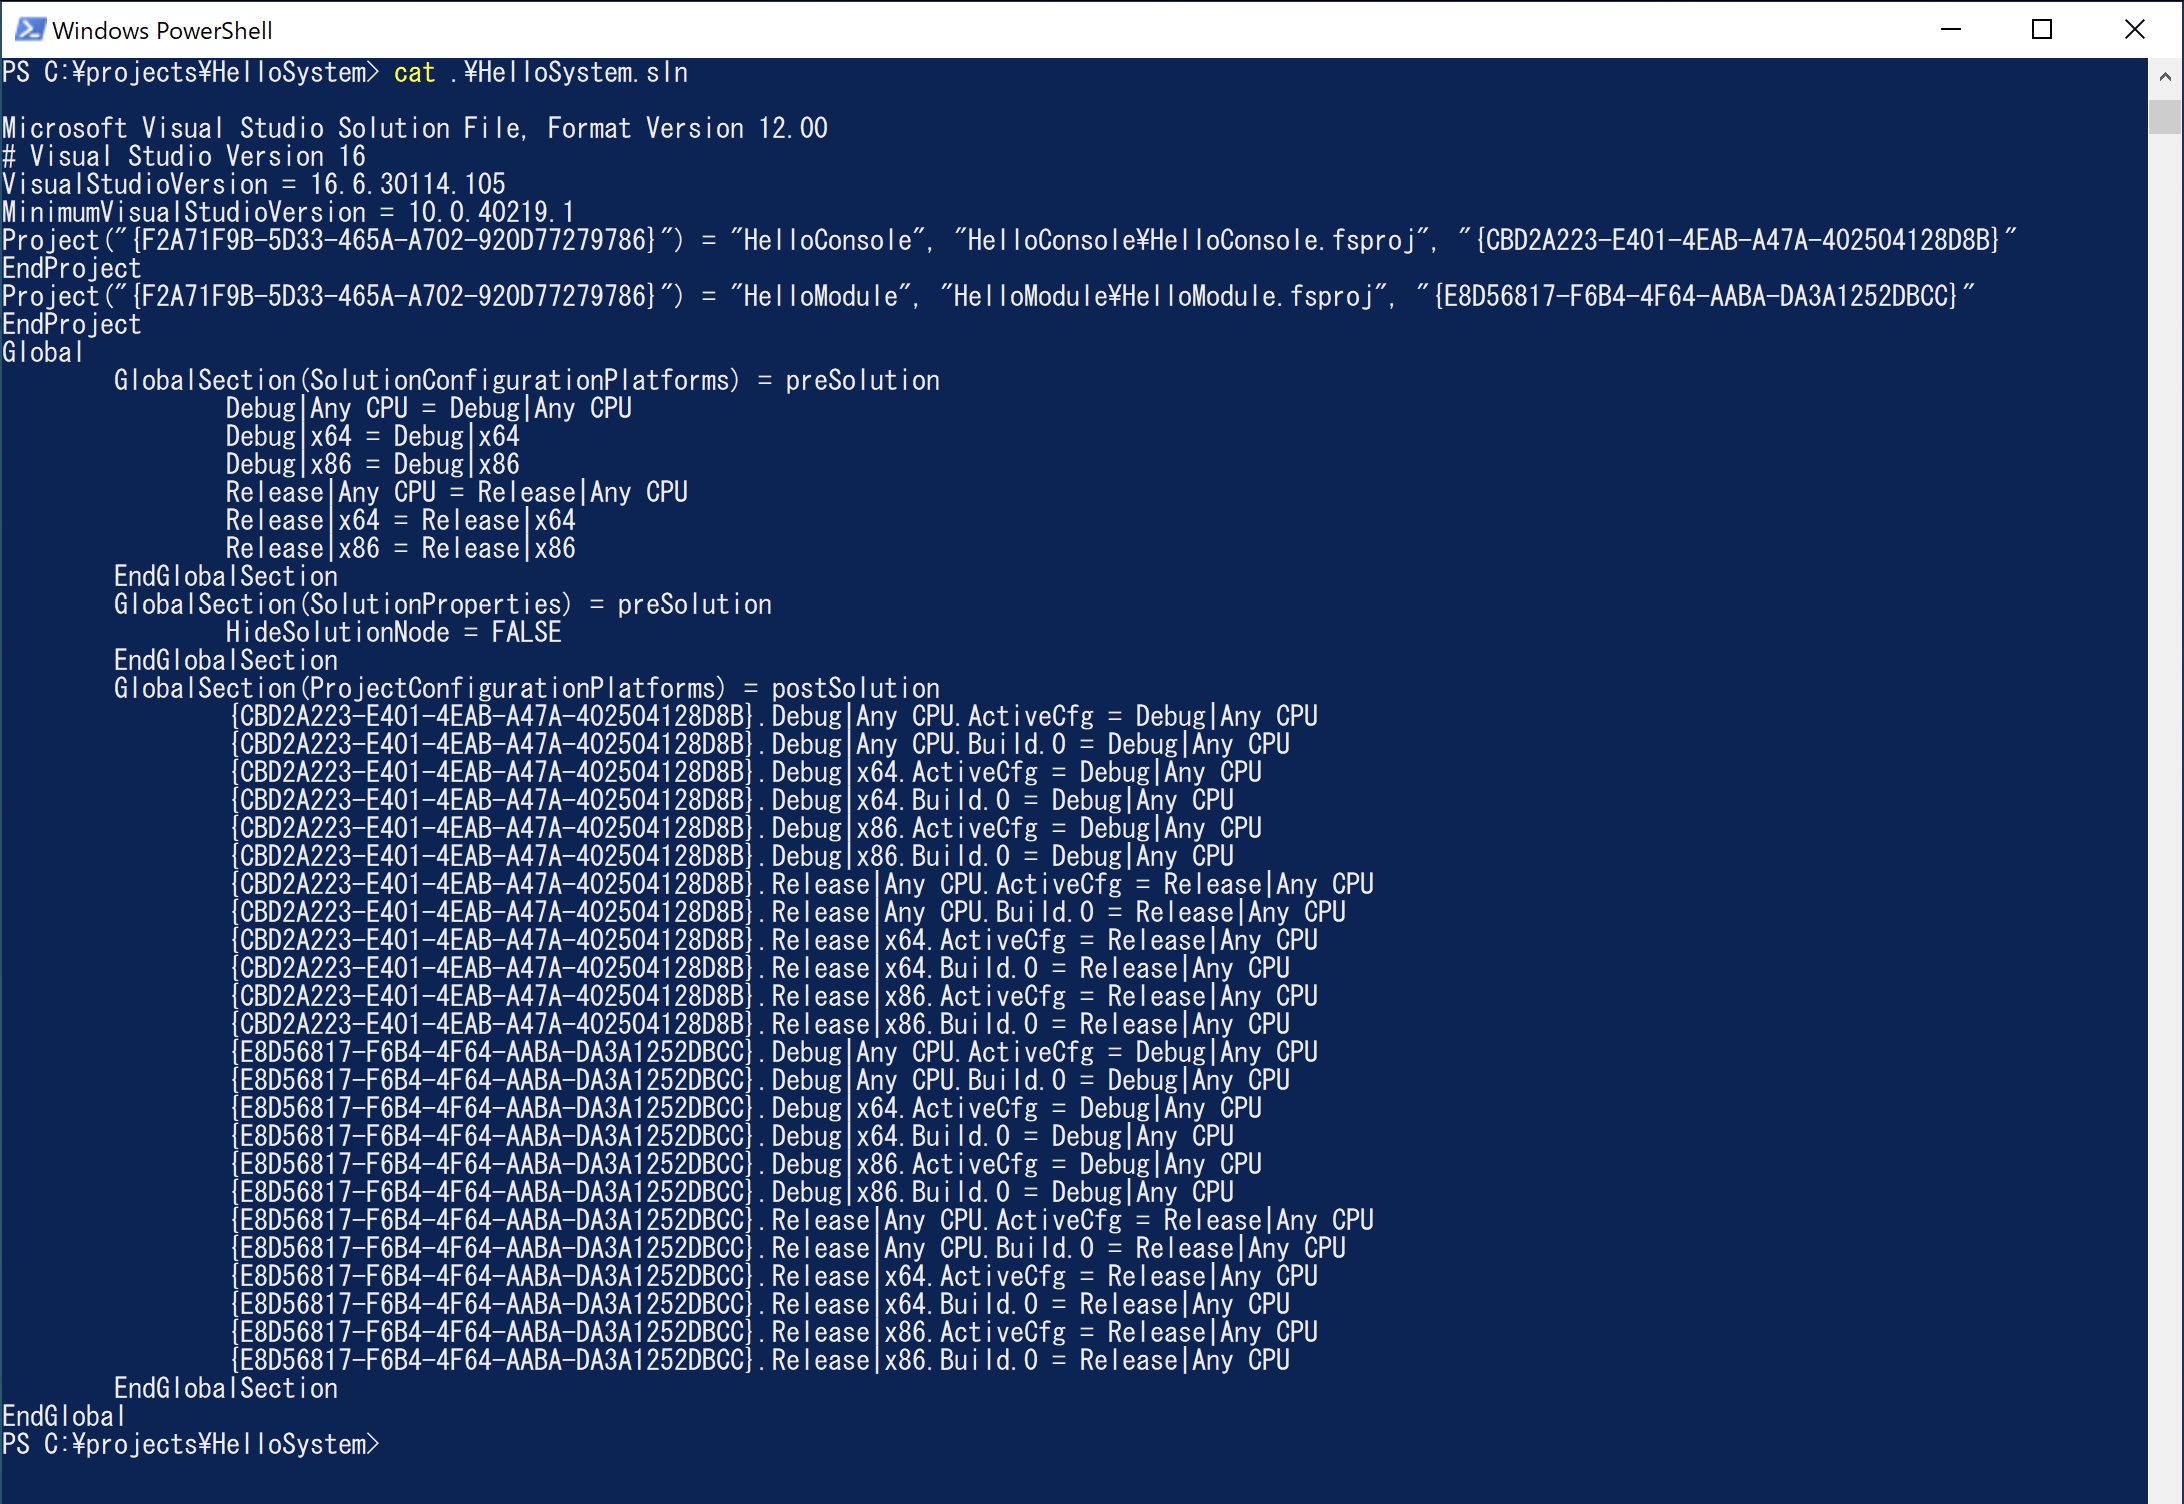 Windows PowerShell
PS C:¥projects¥HelloSystem> cat .¥HelloSystem.sln
Microsoft Visual Studio Solution File, Format Version 12.00
# Visual Studio Version 16
VisualStudioVersion = 16.6.30114.105
MinimumVisualStudioVersion = 10.0.40219.1
Project("{F2A71F9B-5D33-465A-A702-920D77279786}") = "HelloConsole", "HelloConsole¥HelloConsole.fsproj", "{CBD2A223-E401-4EAB-A47A-402504128D8B}"
EndProject
Project("{F2A71F9B-5D33-465A-A702-920D77279786}") = "HelloModule", "HelloModule¥HelloModule.fsproj", "{E8D56817-F6B4-4F64-AABA-DA3A1252DBCC}"
EndProject
Global
GlobalSection(SolutionConfigurationPlatforms) = preSolution
Debug|Any CPU = Debug|Any CPU
Debug|x64 = Debug|x64
Debug|x86 = Debug|x86
Release|Any CPU = Release|Any CPU
Release|x64 = Release|x64
Release|x86 = Release|x86
EndGlobalSection
GlobalSection(SolutionProperties) = preSolution
HideSolutionNode = FALSE
EndGlobalSection
GlobalSection(ProjectConfigurationPlatforms) = postSolution
{CBD2A223-E401-4EAB-A47A-402504128D8B}.Debug|Any CPU.ActiveCfg = Debug|Any CPU
{CBD2A223-E401-4EAB-A47A-402504128D8B}.Debug|Any CPU.Build.0 = Debug|Any CPU
{CBD2A223-E401-4EAB-A47A-402504128D8B}.Debug|x64.ActiveCfg = Debug|Any CPU
{CBD2A223-E401-4EAB-A47A-402504128D8B}.Debug|x64.Build.0 = Debug|Any CPU
{CBD2A223-E401-4EAB-A47A-402504128D8B}.Debug|x86.ActiveCfg = Debug|Any CPU
{CBD2A223-E401-4EAB-A47A-402504128D8B}.Debug|x86.Build.0 = Debug|Any CPU
{CBD2A223-E401-4EAB-A47A-402504128D8B}.Release|Any CPU.ActiveCfg = Release|Any CPU
{CBD2A223-E401-4EAB-A47A-402504128D8B}.Release|Any CPU.Build.0 = Release|Any CPU
{CBD2A223-E401-4EAB-A47A-402504128D8B}.Release|x64.ActiveCfg = Release|Any CPU
{CBD2A223-E401-4EAB-A47A-402504128D8B}.Release|x64.Build.0 = Release|Any CPU
{CBD2A223-E401-4EAB-A47A-402504128D8B}.Release|x86.ActiveCfg = Release|Any CPU
{CBD2A223-E401-4EAB-A47A-402504128D8B}.Release|x86.Build.0 = Release|Any CPU
{E8D56817-F6B4-4F64-AABA-DA3A1252DBCC}.Debug|Any CPU.ActiveCfg = Debug|Any CPU
{E8D56817-F6B4-4F64-AABA-DA3A1252DBCC}.Debug|Any CPU.Build.0 = Debug|Any CPU
{E8D56817-F6B4-4F64-AABA-DA3A1252DBCC}.Debug|x64.ActiveCfg = Debug|Any CPU
{E8D56817-F6B4-4F64-AABA-DA3A1252DBCC}.Debug|x64.Build.0 = Debug|Any CPU
{E8D56817-F6B4-4F64-AABA-DA3A1252DBCC}.Debug|x86.ActiveCfg = Debug|Any CPU
{E8D56817-F6B4-4F64-AABA-DA3A1252DBCC}.Debug|x86.Build.0 = Debug|Any CPU
{E8D56817-F6B4-4F64-AABA-DA3A1252DBCC}.Release|Any CPU.ActiveCfg = Release|Any CPU
{E8D56817-F6B4-4F64-AABA-DA3A1252DBCC}.Release|Any CPU.Build.0 = Release|Any CPU
{E8D56817-F6B4-4F64-AABA-DA3A1252DBCC}.Release|x64.ActiveCfg = Release|Any CPU
{E8D56817-F6B4-4F64-AABA-DA3A1252DBCC}.Release|x64.Build.0 = Release|Any CPU
{E8D56817-F6B4-4F64-AABA-DA3A1252DBCC}.Release|x86.ActiveCfg = Release|Any CPU
{E8D56817-F6B4-4F64-AABA-DA3A1252DBCC}.Release|x86.Build.0 = Release|Any CPU
EndGlobalSection
EndGlobal
PS C:¥projects¥HelloSystem>